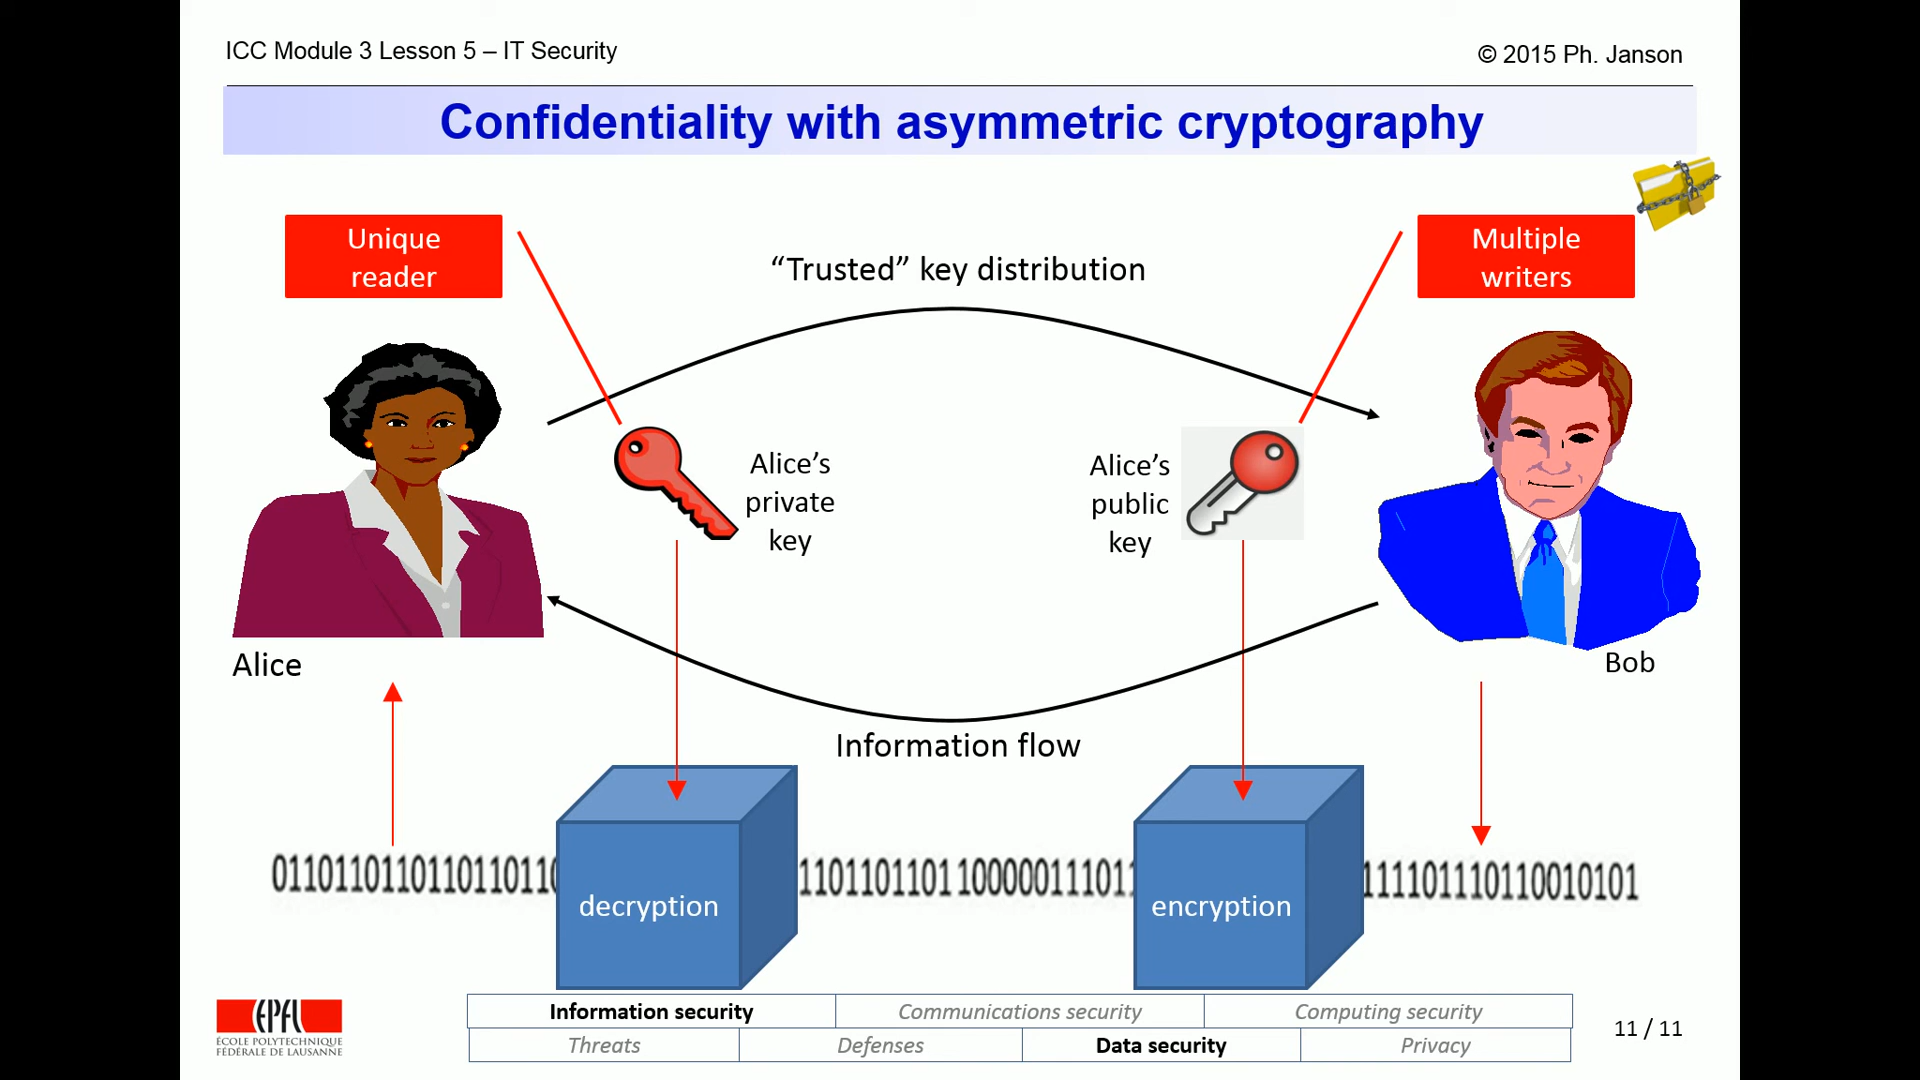 ICC Module 3 Lesson 5 – IT Security
© 2015 Ph. Janson
Confidentiality with asymmetric cryptography
Unique
reader
“Trusted” key distribution
Multiple
writers
Alice’s
private
key
Alice’s
public
key
Alice
Bob
Information flow
decryption
encryption
EPFL
ÉCOLE POLYTECHNIQUE
FÉDÉRALE DE LAUSANNE
Information security
Communications security
Computing security
Threats
Defenses
Data security
Privacy
11 / 11